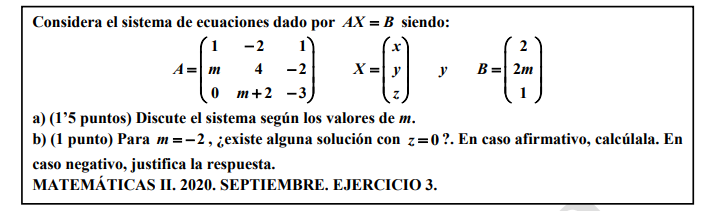 Considera el sistema de ecuaciones dado por AX = B siendo:
A = ( 1 -2 1 ; m 4 -2 ; 0 m+2 -3 ) X = ( x ; y ; z ) y B = ( 2 ; 2m ; 1 )
a) (1'5 puntos) Discute el sistema según los valores de m.
b) (1 punto) Para m = -2 , ¿existe alguna solución con z = 0 ?. En caso afirmativo, calcúlala. En
caso negativo, justifica la respuesta.
MATEMÁTICAS II. 2020. SEPTIEMBRE. EJERCICIO 3.